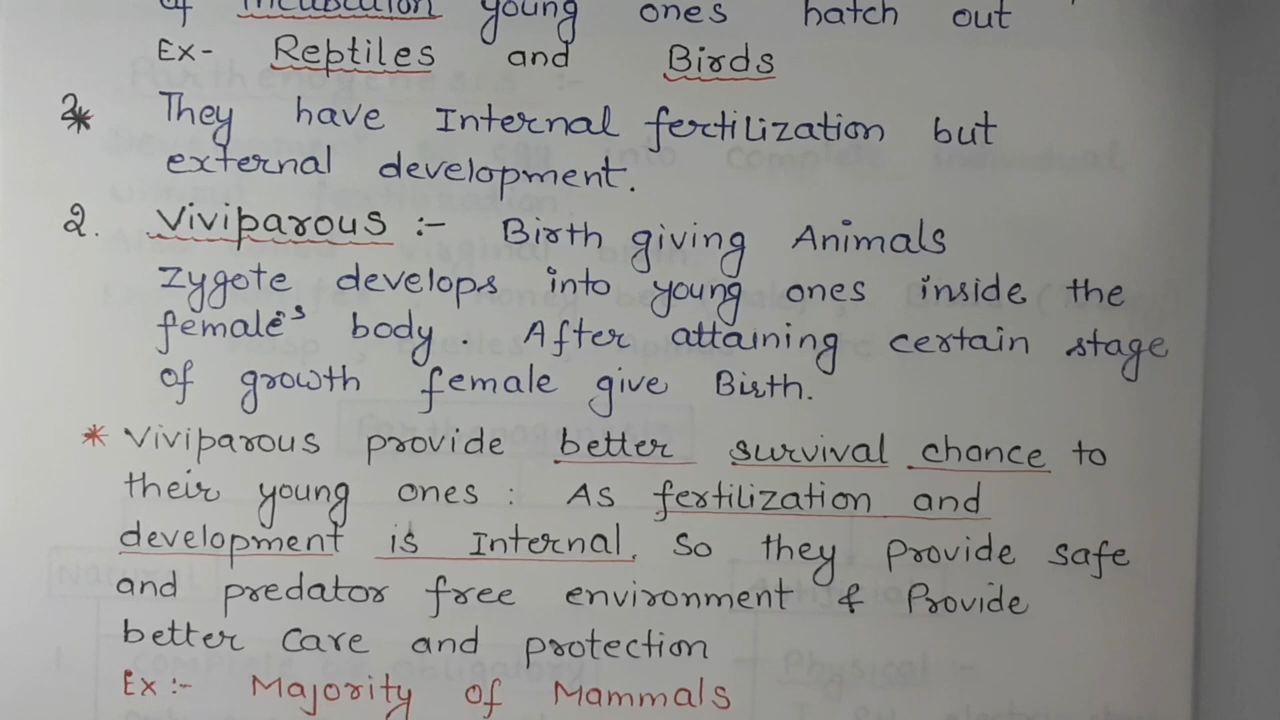 of Incubation young ones hatch out
Ex- Reptiles and Birds
2* They have Internal fertilization but
external development.
2. Viviparous :- Birth giving Animals
Zygote develops into young ones inside the
female's body. After attaining certain stage
of growth female give Birth.
* Viviparous provide better survival chance to
their young ones : As fertilization and
development is Internal. So they Provide safe
and predator free environment & Provide
better care and protection
Ex :- Majority of Mammals